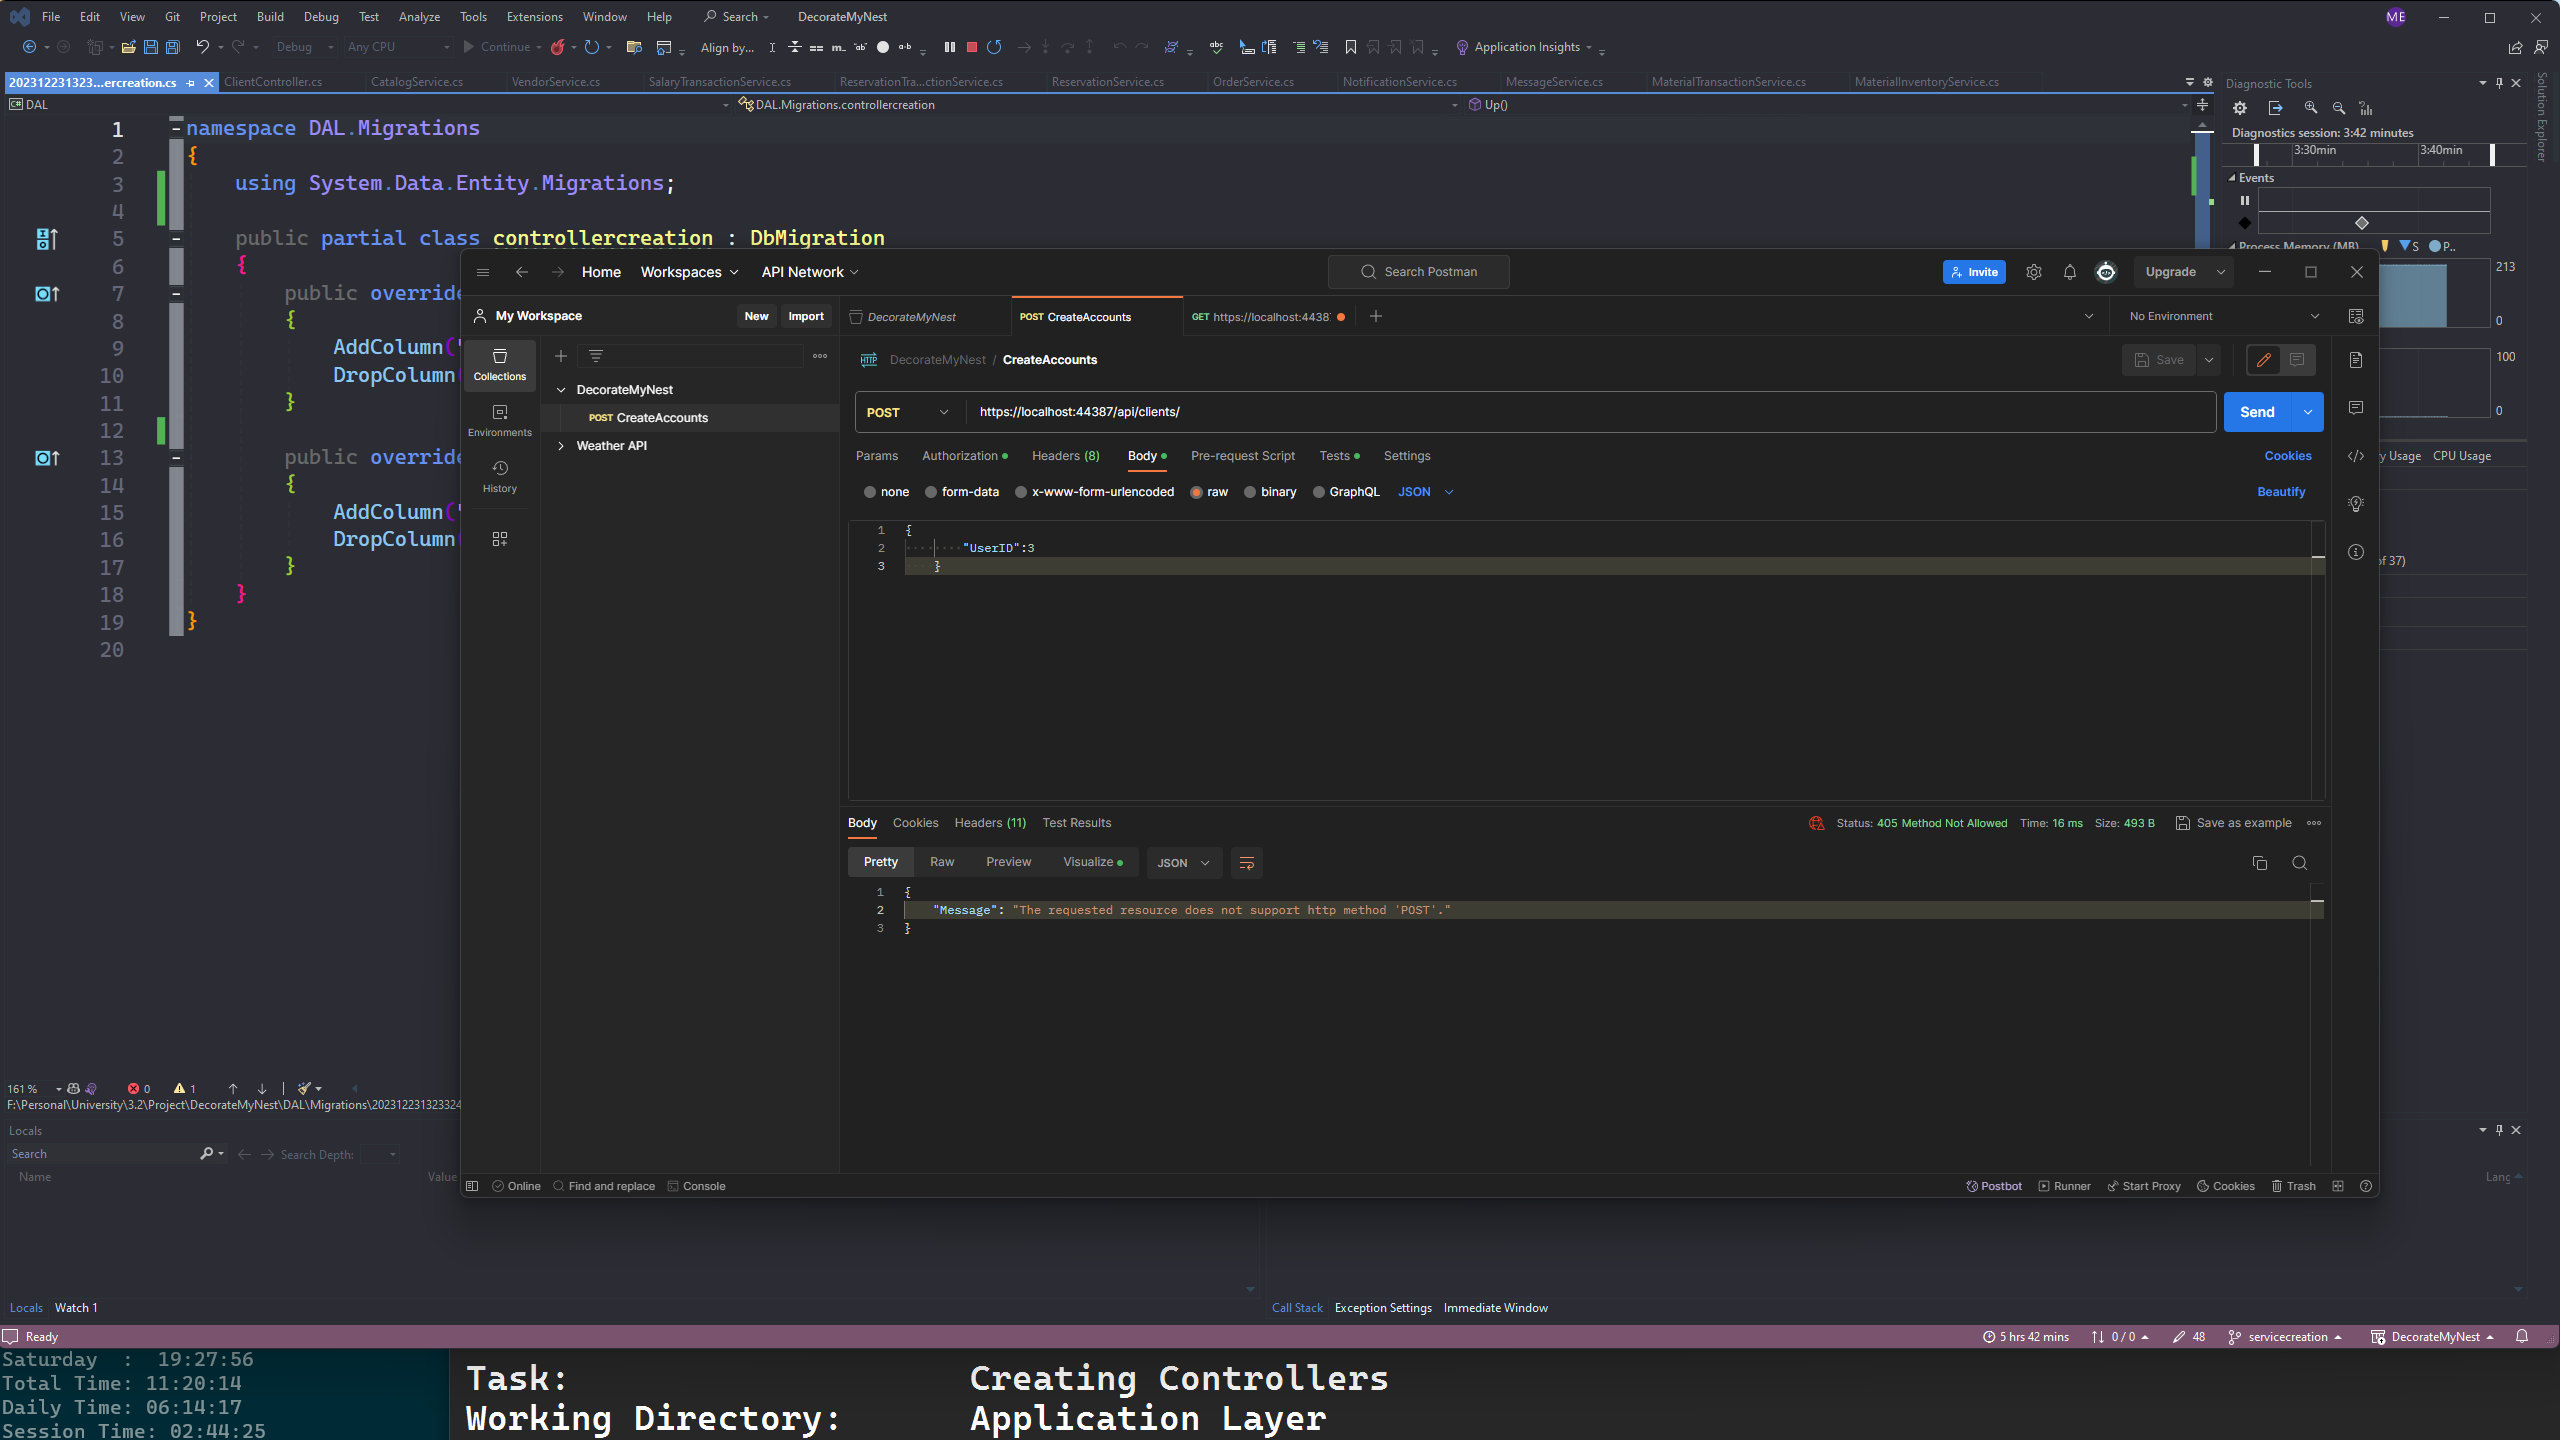 File Edit View Git Project Build Debug Test Analyze Tools Extensions Window Help Search DecorateMyNest ME
Debug Any CPU Continue Align by... Application Insights
202312231323...ercreation.cs ClientController.cs CatalogService.cs VendorService.cs SalaryTransactionService.cs ReservationTra...ctionService.cs ReservationService.cs OrderService.cs NotificationService.cs MessageService.cs MaterialTransactionService.cs MaterialInventoryService.cs
DAL DAL.Migrations.controllercreation Up()
1 namespace DAL.Migrations
2 {
3 using System.Data.Entity.Migrations;
4
5 public partial class controllercreation : DbMigration
6 {
7 public override
8 {
9 AddColumn("
10 DropColumn(
11 }
12
13 public override
14 {
15 AddColumn("
16 DropColumn(
17 }
18 }
19 }
20
161 % 0 1
F:\Personal\University\3.2\Project\DecorateMyNest\DAL\Migrations\202312231323324
Locals
Search Search Depth:
Name Value Lang
Locals Watch 1
Call Stack Exception Settings Immediate Window
Diagnostic Tools
Solution Explorer
Diagnostics session: 3:42 minutes
3:30min 3:40min
Events
Process Memory (MB) S P..
213
0
100
0
y Usage CPU Usage
of 37)
Home Workspaces API Network Search Postman Invite Upgrade
My Workspace New Import
DecorateMyNest POST CreateAccounts GET https://localhost:4438 No Environment
Collections
Environments
History
DecorateMyNest
POST CreateAccounts
Weather API
HTTP DecorateMyNest / CreateAccounts Save
POST https://localhost:44387/api/clients/ Send
Params Authorization Headers (8) Body Pre-request Script Tests Settings Cookies
none form-data x-www-form-urlencoded raw binary GraphQL JSON Beautify
1 {
2 "UserID":3
3 }
Body Cookies Headers (11) Test Results Status: 405 Method Not Allowed Time: 16 ms Size: 493 B Save as example
Pretty Raw Preview Visualize JSON
1 {
2 "Message": "The requested resource does not support http method 'POST'."
3 }
Online Find and replace Console Postbot Runner Start Proxy Cookies Trash
Ready 5 hrs 42 mins 0 / 0 48 servicecreation DecorateMyNest
Saturday : 19:27:56
Total Time: 11:20:14
Daily Time: 06:14:17
Session Time: 02:44:25
Task: Creating Controllers
Working Directory: Application Layer